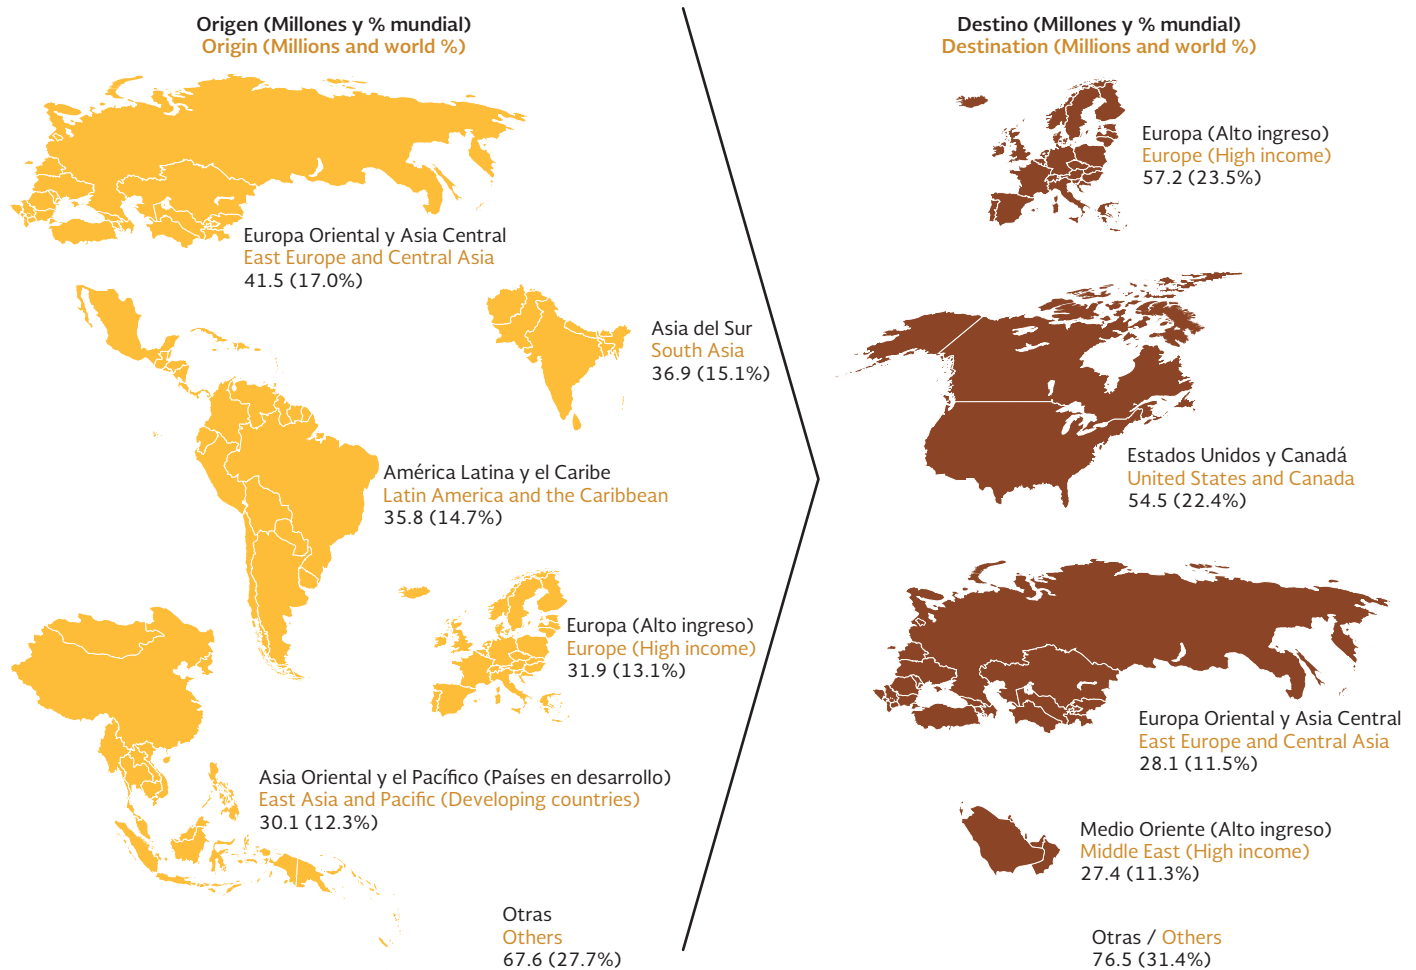 Origen (Millones y % mundial)
Origin (Millions and world %)
Europa Oriental y Asia Central
East Europe and Central Asia
41.5 (17.0%)
Asia del Sur
South Asia
36.9 (15.1%)
América Latina y el Caribe
Latin America and the Caribbean
35.8 (14.7%)
Europa (Alto ingreso)
Europe (High income)
31.9 (13.1%)
Asia Oriental y el Pacífico (Países en desarrollo)
East Asia and Pacific (Developing countries)
30.1 (12.3%)
Otras
Others
67.6 (27.7%)
Destino (Millones y % mundial)
Destination (Millions and world %)
Europa (Alto ingreso)
Europe (High income)
57.2 (23.5%)
Estados Unidos y Canadá
United States and Canada
54.5 (22.4%)
Europa Oriental y Asia Central
East Europe and Central Asia
28.1 (11.5%)
Medio Oriente (Alto ingreso)
Middle East (High income)
27.4 (11.3%)
Otras / Others
76.5 (31.4%)